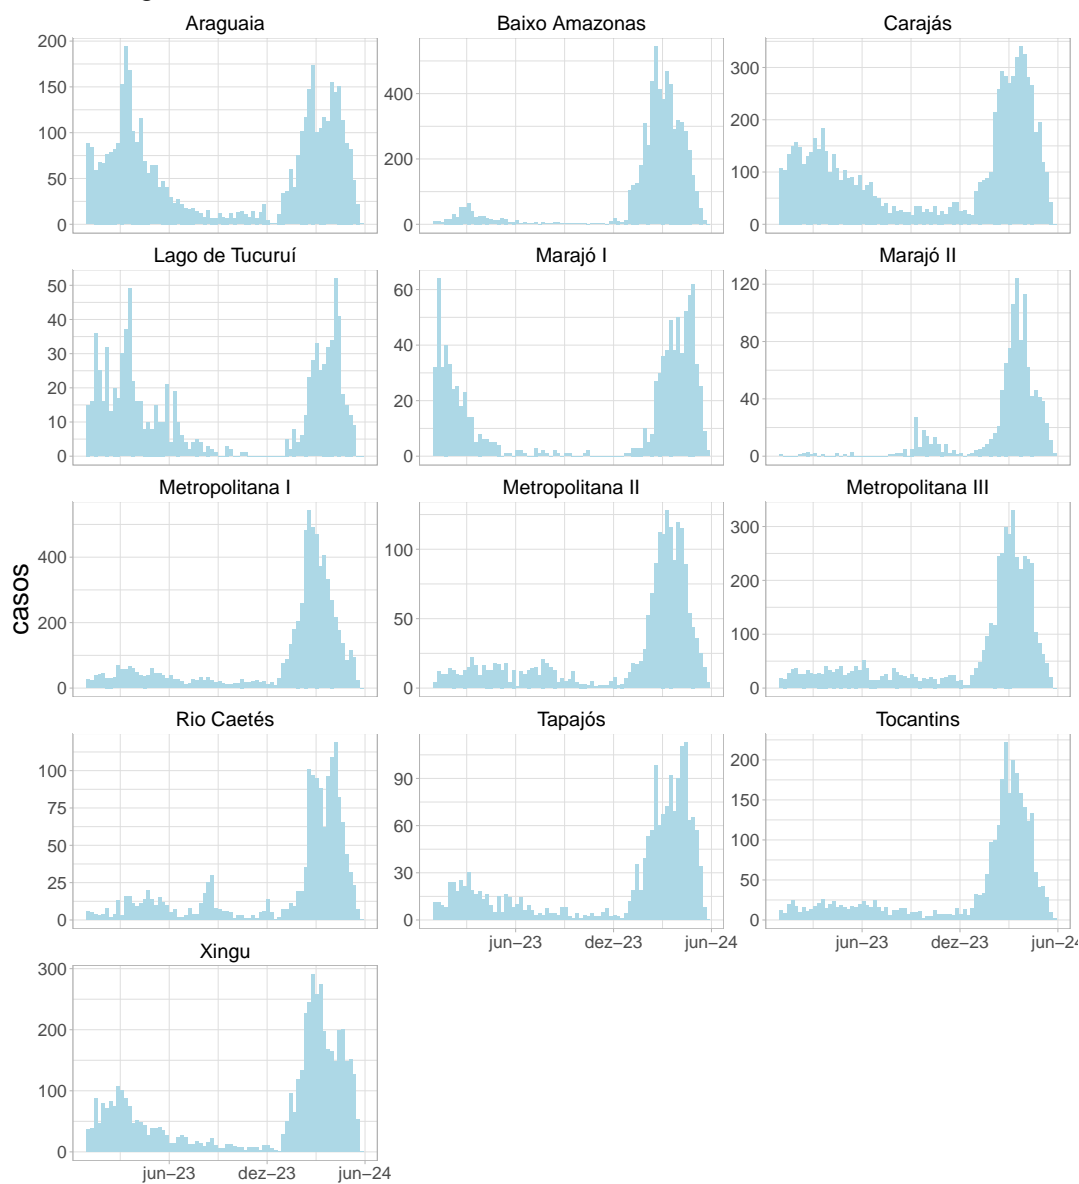 Araguaia
Baixo Amazonas
Carajás
200
150
100
50
0
400
200
0
300
200
100
0
Lago de Tucuruí
Marajó I
Marajó II
50
40
30
20
10
0
60
40
20
0
120
80
40
0
Metropolitana I
Metropolitana II
Metropolitana III
casos
400
200
0
100
50
0
300
200
100
0
Rio Caetés
Tapajós
Tocantins
100
75
50
25
0
90
60
30
0
200
150
100
50
0
jun−23
dez−23
jun−24
jun−23
dez−23
jun−24
Xingu
300
200
100
0
jun−23
dez−23
jun−24